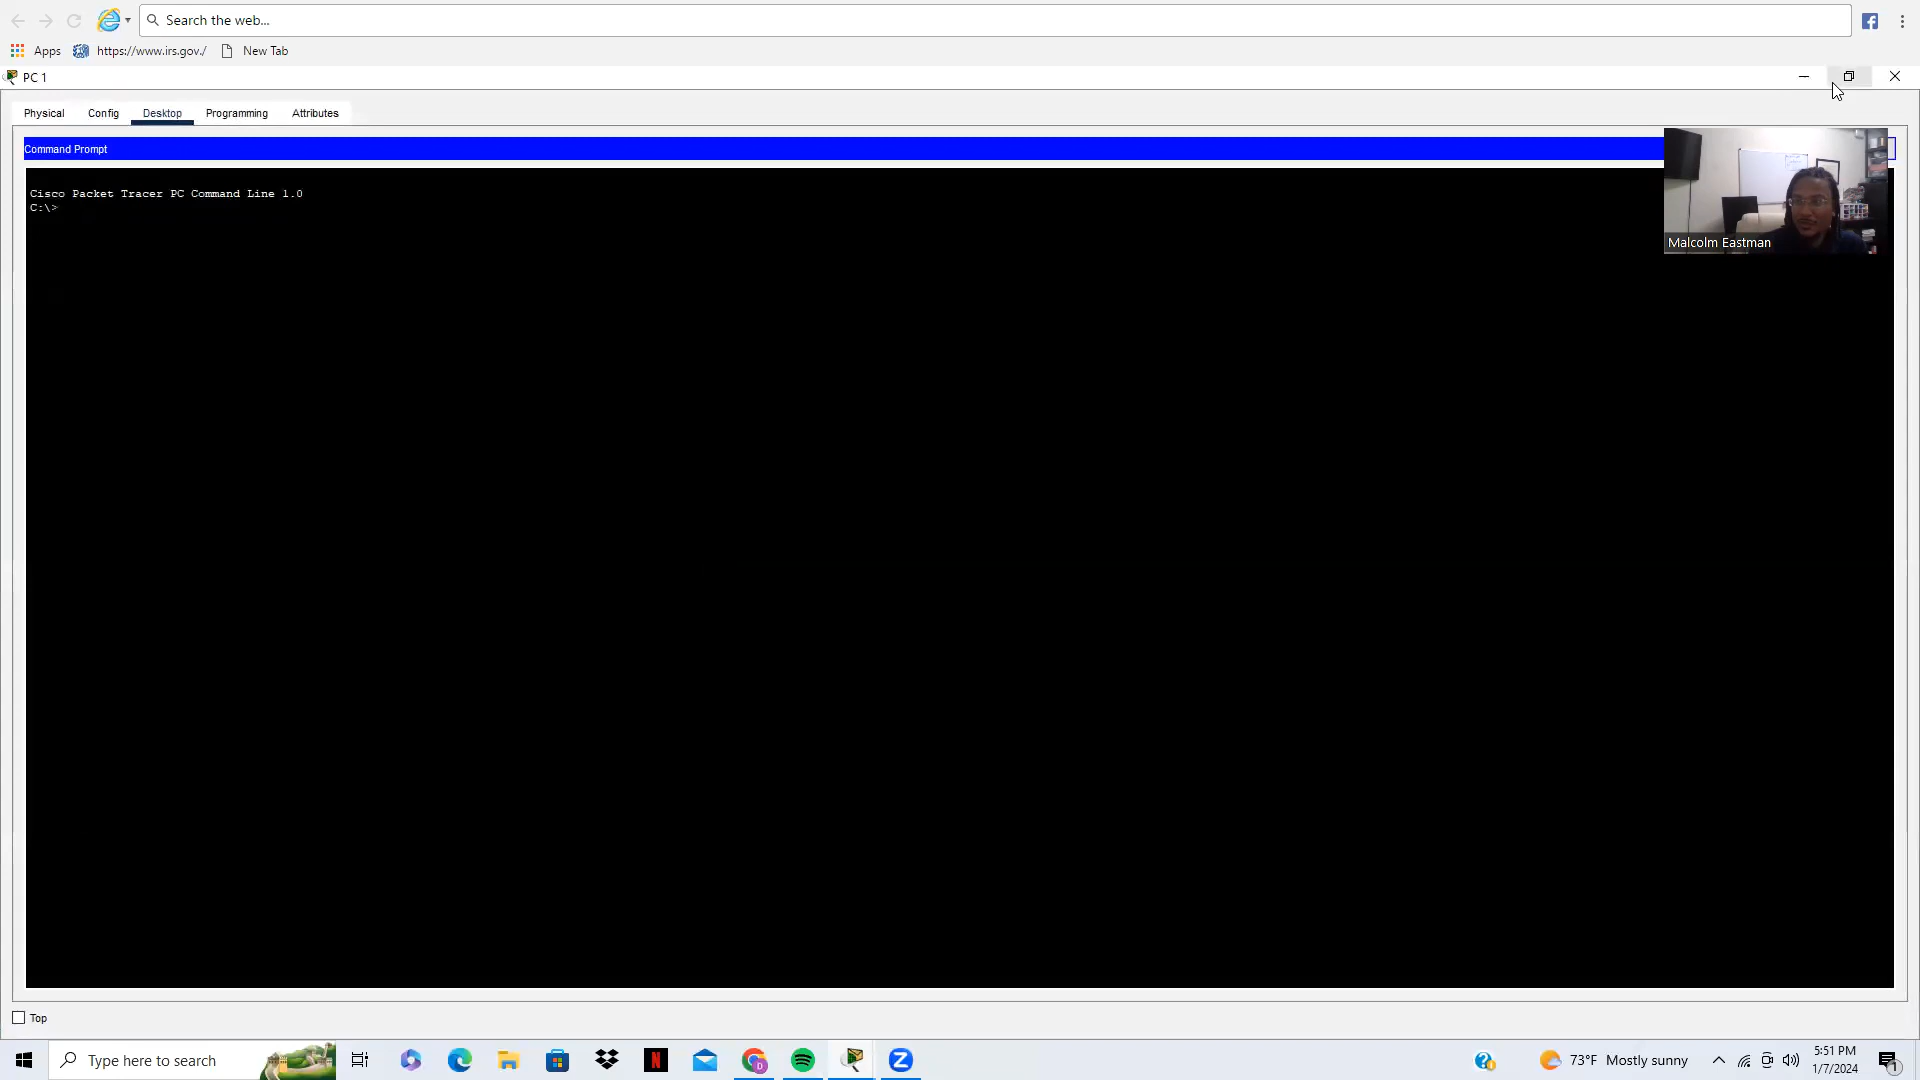 Search the web...
Apps https://www.irs.gov./ New Tab
PC 1
Physical Config Desktop Programming Attributes
Command Prompt
Cisco Packet Tracer PC Command Line 1.0
C:\>
Malcolm Eastman
Top
Type here to search
73°F Mostly sunny
5:51 PM
1/7/2024
1